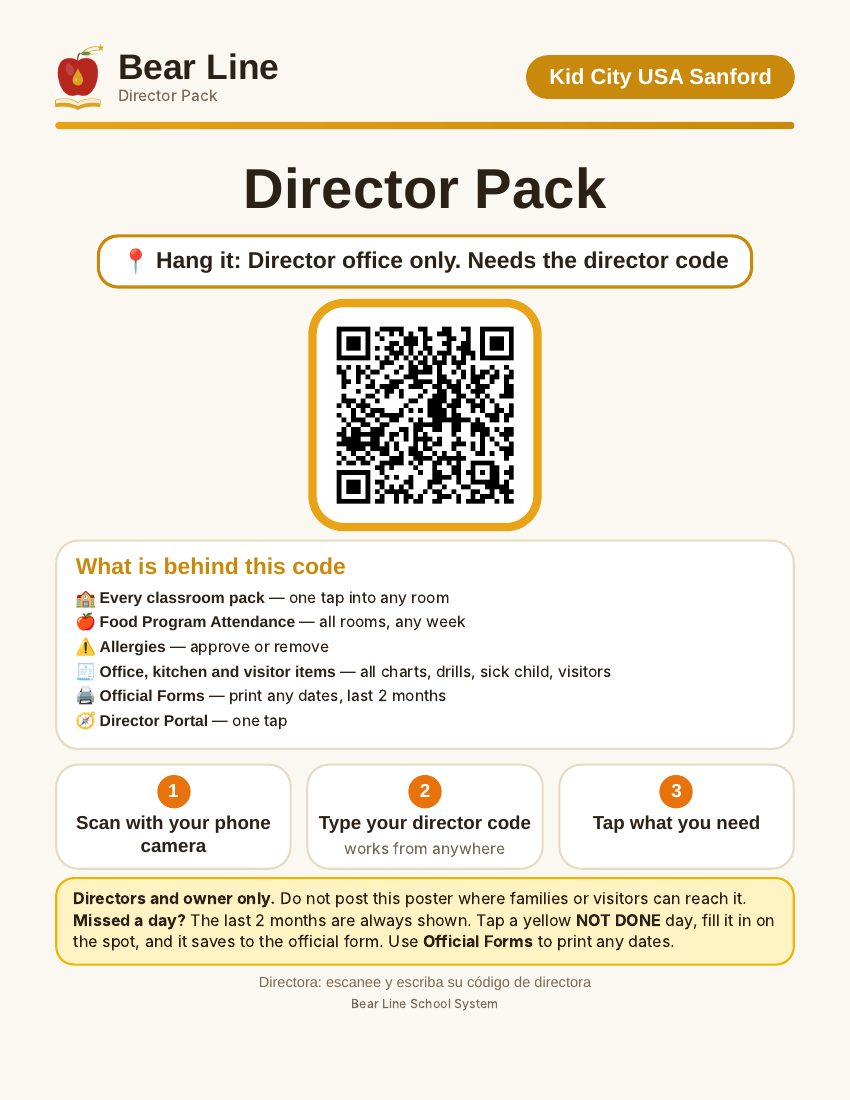 Bear Line
Director Pack
Kid City USA Sanford
Director Pack
📍 Hang it: Director office only. Needs the director code
What is behind this code
🏫 Every classroom pack — one tap into any room
🍎 Food Program Attendance — all rooms, any week
⚠️ Allergies — approve or remove
🧾 Office, kitchen and visitor items — all charts, drills, sick child, visitors
🖨️ Official Forms — print any dates, last 2 months
🧭 Director Portal — one tap
1
Scan with your phone
camera
2
Type your director code
works from anywhere
3
Tap what you need
Directors and owner only. Do not post this poster where families or visitors can reach it.
Missed a day? The last 2 months are always shown. Tap a yellow NOT DONE day, fill it in on
the spot, and it saves to the official form. Use Official Forms to print any dates.
Directora: escanee y escriba su código de directora
Bear Line School System